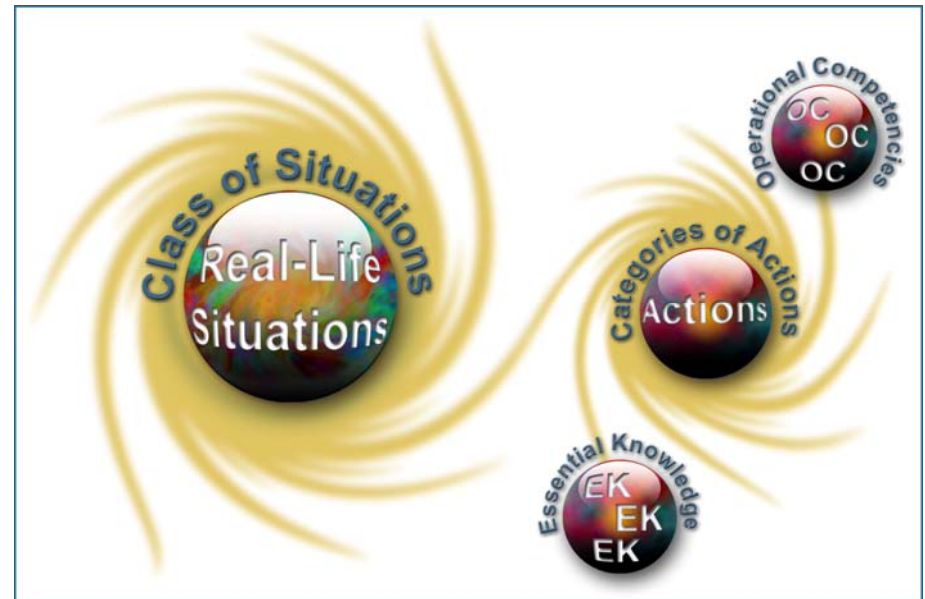 Class of Situations
Real-Life
Situations
Operational Competencies
OC
OC
OC
Categories of Actions
Actions
Essential Knowledge
EK
EK
EK